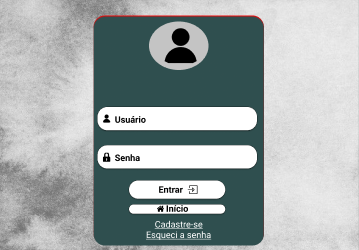 Usuário
Senha
Entrar
Início
Cadastre-se
Esqueci a senha